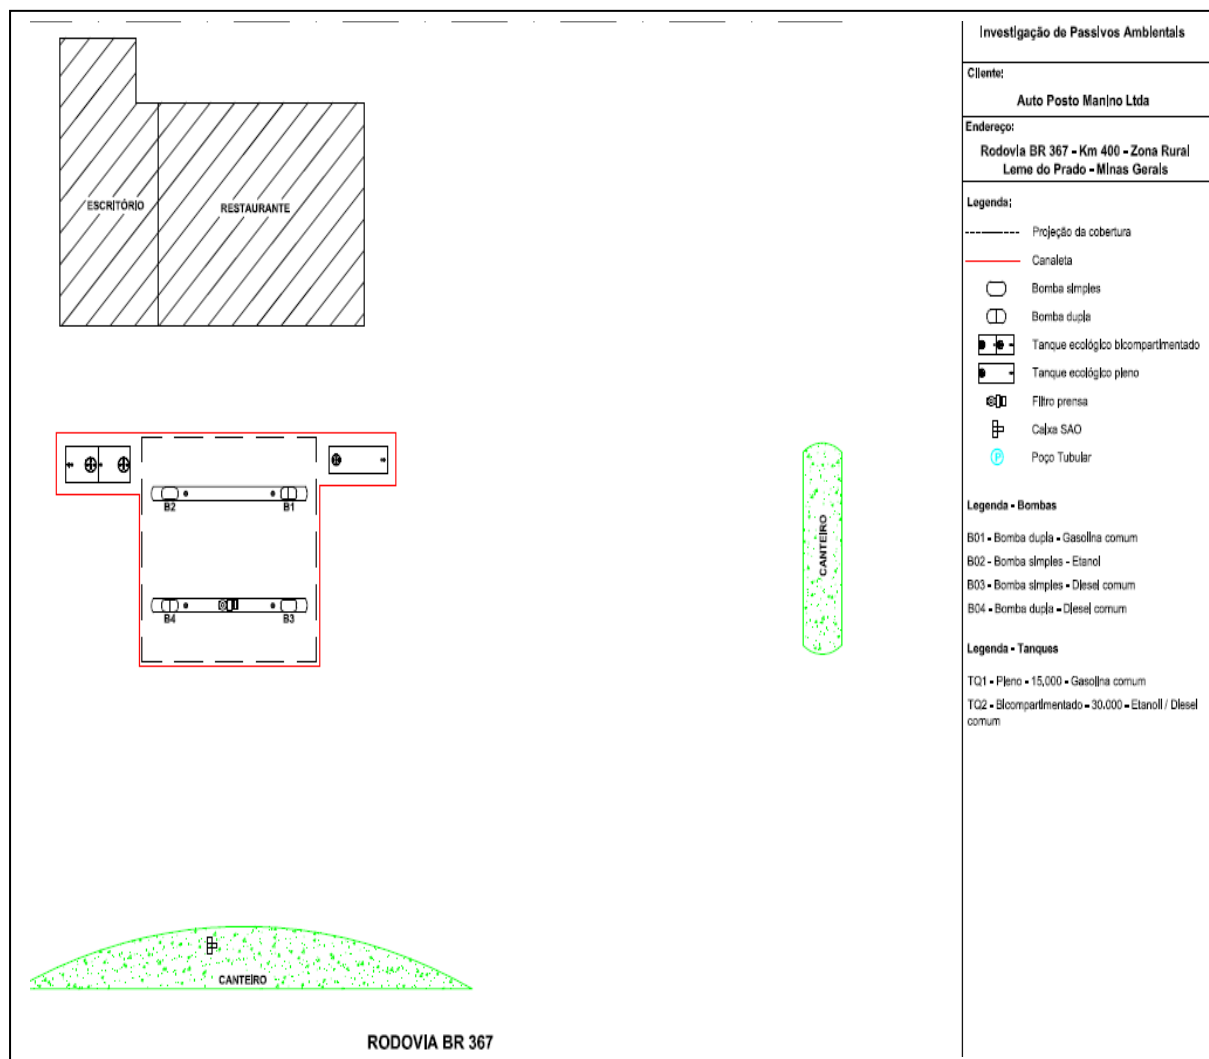 ESCRITÓRIO
RESTAURANTE
B2
B1
B4
B3
CANTEIRO
CANTEIRO
RODOVIA BR 367
Investigação de Passivos Ambientais
Cliente:
Auto Posto Manino Ltda
Endereço:
Rodovia BR 367 - Km 400 - Zona Rural
Leme do Prado - Minas Gerais
Legenda:
Projeção da cobertura
Canaleta
Bomba simples
Bomba dupla
Tanque ecológico bicompartimentado
Tanque ecológico pleno
Filtro prensa
Caixa SAO
P
Poço Tubular
Legenda - Bombas
B01 - Bomba dupla - Gasolina comum
B02 - Bomba simples - Etanol
B03 - Bomba simples - Diesel comum
B04 - Bomba dupla - Diesel comum
Legenda - Tanques
TQ1 - Pleno - 15.000 - Gasolina comum
TQ2 - Bicompartimentado - 30.000 - Etanoll / Diesel
comum